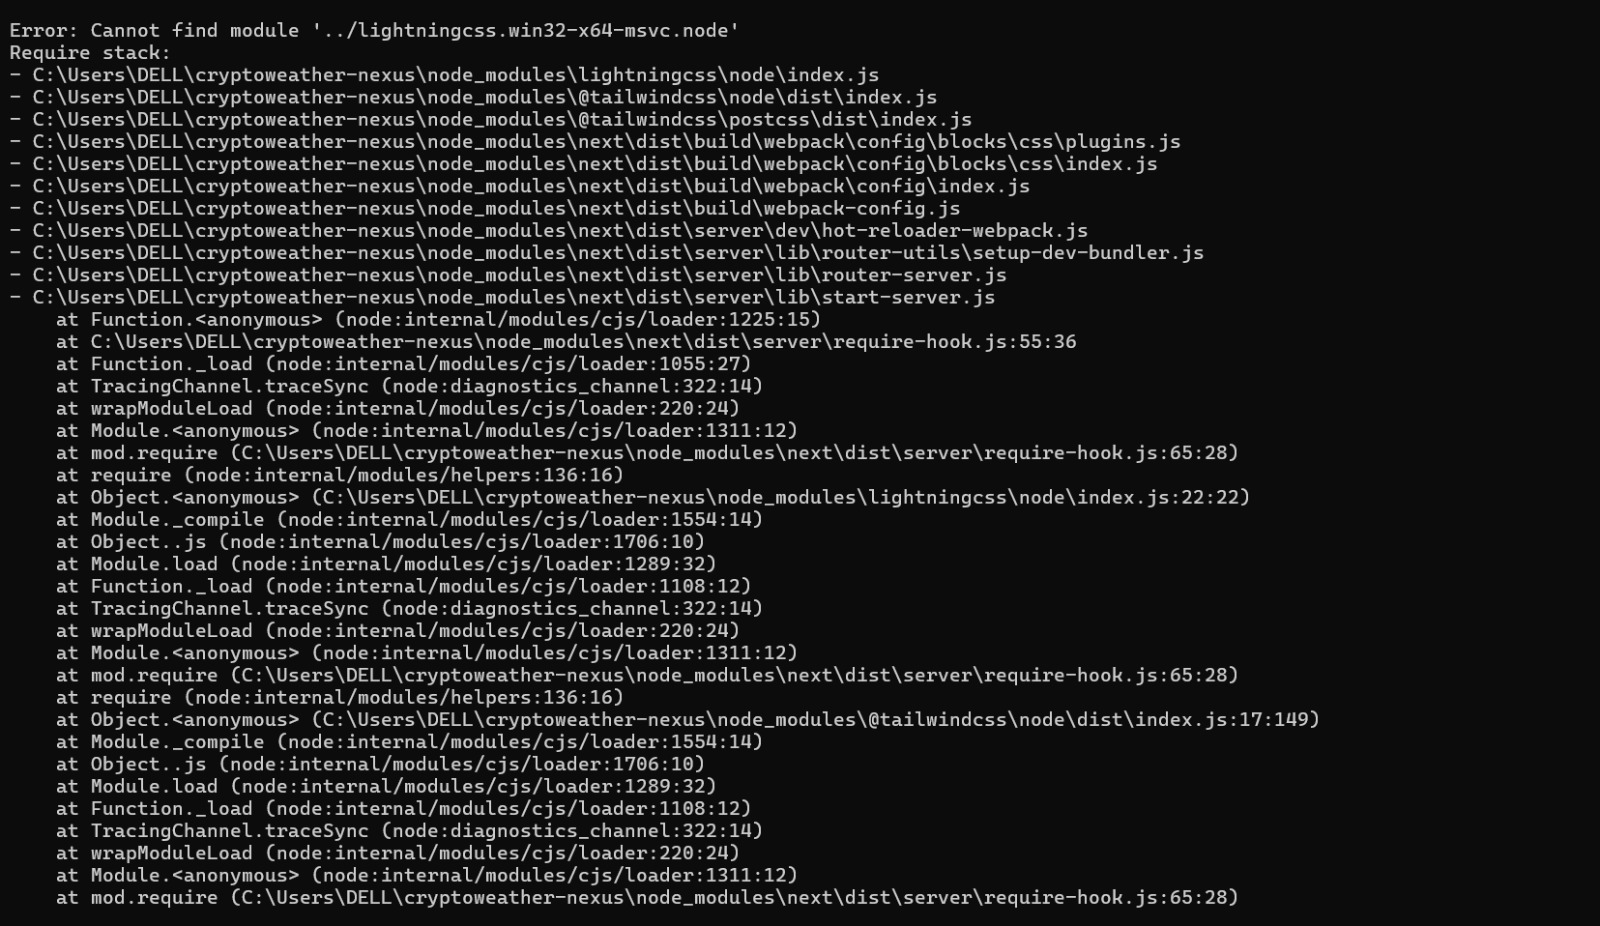 Error: Cannot find module '../lightningcss.win32-x64-msvc.node'
Require stack:
- C:\Users\DELL\cryptoweather-nexus\node_modules\lightningcss\node\index.js
- C:\Users\DELL\cryptoweather-nexus\node_modules\@tailwindcss\node\dist\index.js
- C:\Users\DELL\cryptoweather-nexus\node_modules\@tailwindcss\postcss\dist\index.js
- C:\Users\DELL\cryptoweather-nexus\node_modules\next\dist\build\webpack\config\blocks\css\plugins.js
- C:\Users\DELL\cryptoweather-nexus\node_modules\next\dist\build\webpack\config\blocks\css\index.js
- C:\Users\DELL\cryptoweather-nexus\node_modules\next\dist\build\webpack\config\index.js
- C:\Users\DELL\cryptoweather-nexus\node_modules\next\dist\build\webpack-config.js
- C:\Users\DELL\cryptoweather-nexus\node_modules\next\dist\server\dev\hot-reloader-webpack.js
- C:\Users\DELL\cryptoweather-nexus\node_modules\next\dist\server\lib\router-utils\setup-dev-bundler.js
- C:\Users\DELL\cryptoweather-nexus\node_modules\next\dist\server\lib\router-server.js
- C:\Users\DELL\cryptoweather-nexus\node_modules\next\dist\server\lib\start-server.js
    at Function.<anonymous> (node:internal/modules/cjs/loader:1225:15)
    at C:\Users\DELL\cryptoweather-nexus\node_modules\next\dist\server\require-hook.js:55:36
    at Function._load (node:internal/modules/cjs/loader:1055:27)
    at TracingChannel.traceSync (node:diagnostics_channel:322:14)
    at wrapModuleLoad (node:internal/modules/cjs/loader:220:24)
    at Module.<anonymous> (node:internal/modules/cjs/loader:1311:12)
    at mod.require (C:\Users\DELL\cryptoweather-nexus\node_modules\next\dist\server\require-hook.js:65:28)
    at require (node:internal/modules/helpers:136:16)
    at Object.<anonymous> (C:\Users\DELL\cryptoweather-nexus\node_modules\lightningcss\node\index.js:22:22)
    at Module._compile (node:internal/modules/cjs/loader:1554:14)
    at Object..js (node:internal/modules/cjs/loader:1706:10)
    at Module.load (node:internal/modules/cjs/loader:1289:32)
    at Function._load (node:internal/modules/cjs/loader:1108:12)
    at TracingChannel.traceSync (node:diagnostics_channel:322:14)
    at wrapModuleLoad (node:internal/modules/cjs/loader:220:24)
    at Module.<anonymous> (node:internal/modules/cjs/loader:1311:12)
    at mod.require (C:\Users\DELL\cryptoweather-nexus\node_modules\next\dist\server\require-hook.js:65:28)
    at require (node:internal/modules/helpers:136:16)
    at Object.<anonymous> (C:\Users\DELL\cryptoweather-nexus\node_modules\@tailwindcss\node\dist\index.js:17:149)
    at Module._compile (node:internal/modules/cjs/loader:1554:14)
    at Object..js (node:internal/modules/cjs/loader:1706:10)
    at Module.load (node:internal/modules/cjs/loader:1289:32)
    at Function._load (node:internal/modules/cjs/loader:1108:12)
    at TracingChannel.traceSync (node:diagnostics_channel:322:14)
    at wrapModuleLoad (node:internal/modules/cjs/loader:220:24)
    at Module.<anonymous> (node:internal/modules/cjs/loader:1311:12)
    at mod.require (C:\Users\DELL\cryptoweather-nexus\node_modules\next\dist\server\require-hook.js:65:28)